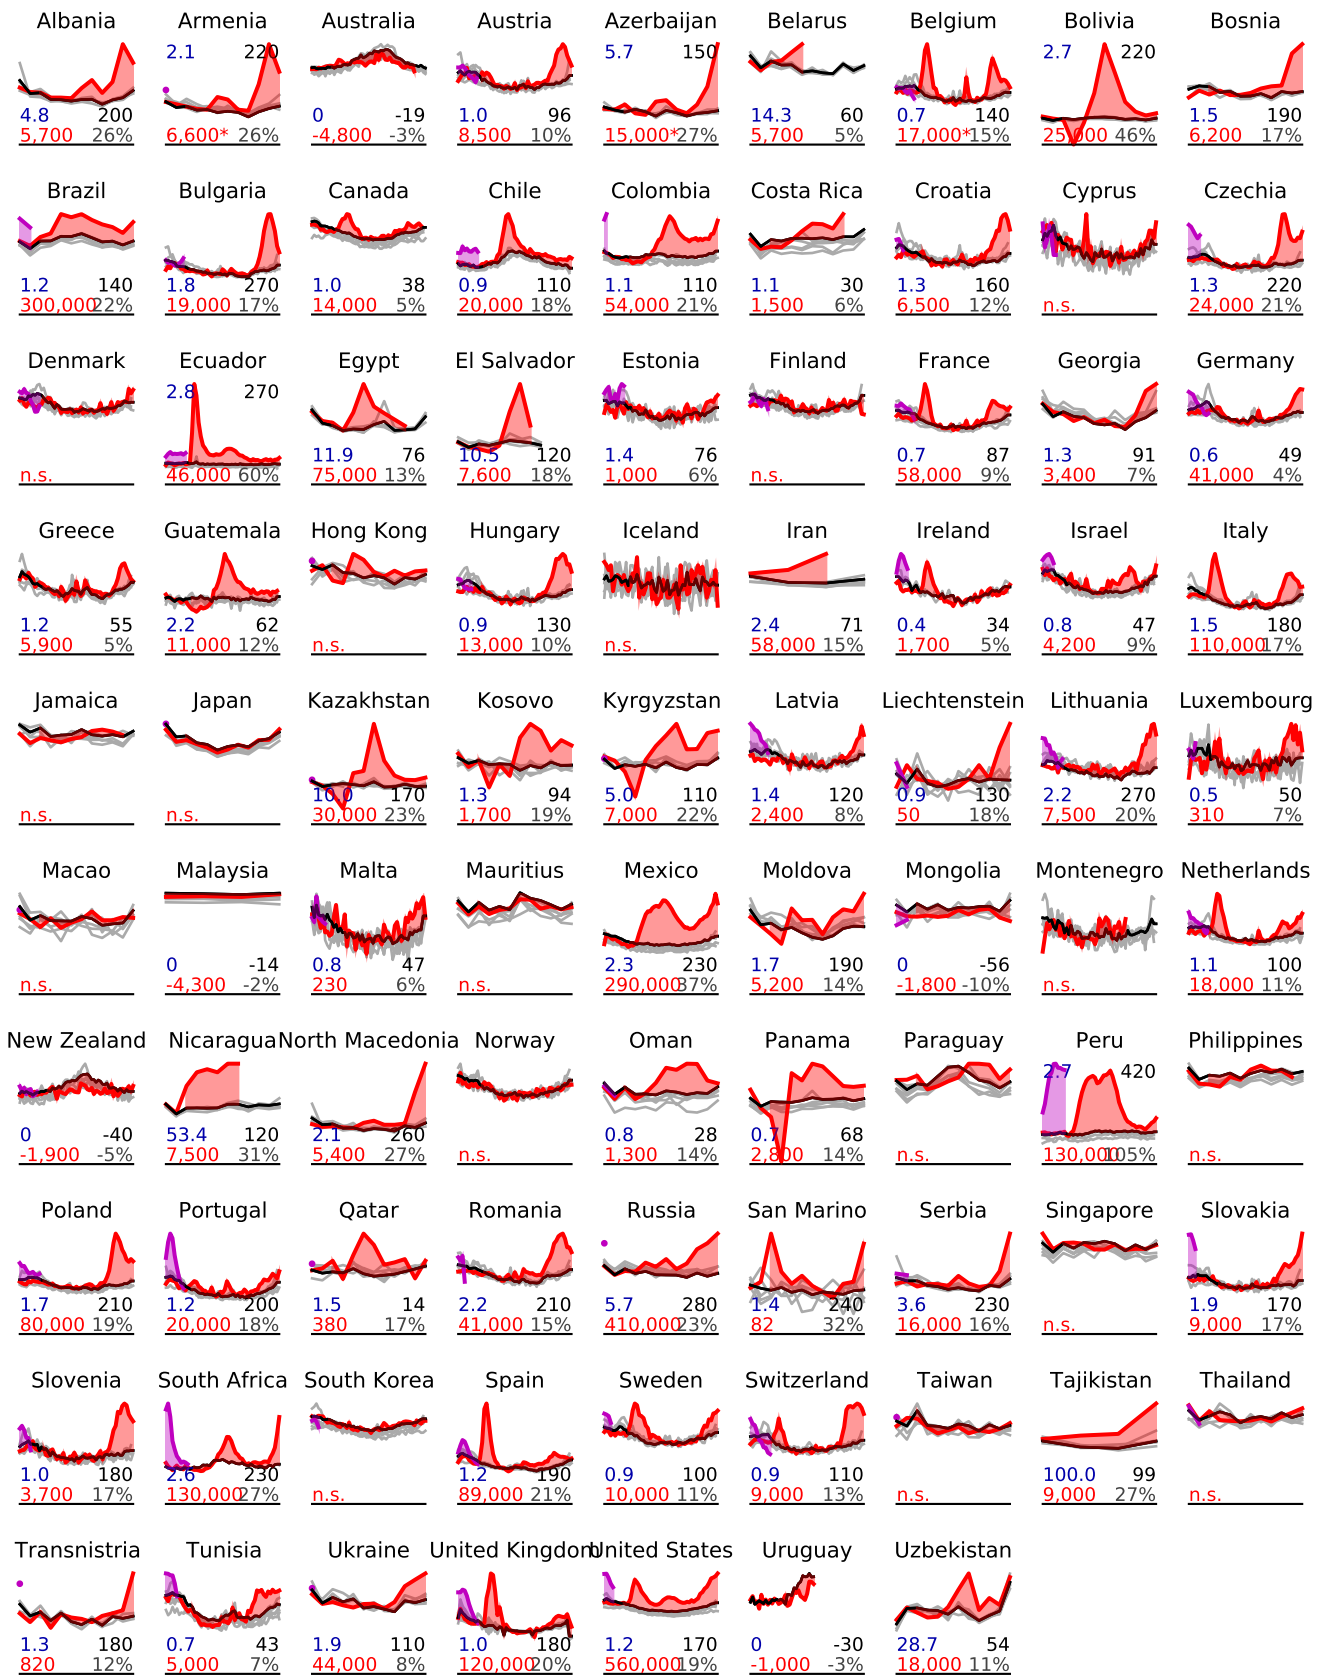 Albania Armenia Australia Austria Azerbaijan Belarus Belgium Bolivia Bosnia
2.1 220 5.7 150 2.7 220
4.8 200 0 -19 1.0 96 14.3 60 0.7 140 1.5 190
5,700 26% 6,600* 26% -4,800 -3% 8,500 10% 15,000* 27% 5,700 5% 17,000* 15% 25,000 46% 6,200 17%
Brazil Bulgaria Canada Chile Colombia Costa Rica Croatia Cyprus Czechia
1.2 140 1.8 270 1.0 38 0.9 110 1.1 110 1.1 30 1.3 160 1.3 220
300,000 22% 19,000 17% 14,000 5% 20,000 18% 54,000 21% 1,500 6% 6,500 12% n.s. 24,000 21%
Denmark Ecuador Egypt El Salvador Estonia Finland France Georgia Germany
2.8 270
11.9 76 10.5 120 1.4 76 0.7 87 1.3 91 0.6 49
n.s. 46,000 60% 75,000 13% 7,600 18% 1,000 6% n.s. 58,000 9% 3,400 7% 41,000 4%
Greece Guatemala Hong Kong Hungary Iceland Iran Ireland Israel Italy
1.2 55 2.2 62 0.9 130 2.4 71 0.4 34 0.8 47 1.5 180
5,900 5% 11,000 12% n.s. 13,000 10% n.s. 58,000 15% 1,700 5% 4,200 9% 110,000 17%
Jamaica Japan Kazakhstan Kosovo Kyrgyzstan Latvia Liechtenstein Lithuania Luxembourg
10.0 170 1.3 94 5.0 110 1.4 120 0.9 130 2.2 270 0.5 50
n.s. n.s. 30,000 23% 1,700 19% 7,000 22% 2,400 8% 50 18% 7,500 20% 310 7%
Macao Malaysia Malta Mauritius Mexico Moldova Mongolia Montenegro Netherlands
0 -14 0.8 47 2.3 230 1.7 190 0 -56 1.1 100
n.s. -4,300 -2% 230 6% n.s. 290,000 37% 5,200 14% -1,800 -10% n.s. 18,000 11%
New Zealand Nicaragua North Macedonia Norway Oman Panama Paraguay Peru Philippines
2.7 420
0 -40 53.4 120 2.1 260 0.8 28 0.7 68
-1,900 -5% 7,500 31% 5,400 27% n.s. 1,300 14% 2,800 14% n.s. 130,000 105% n.s.
Poland Portugal Qatar Romania Russia San Marino Serbia Singapore Slovakia
1.7 210 1.2 200 1.5 14 2.2 210 5.7 280 1.4 240 3.6 230 1.9 170
80,000 19% 20,000 18% 380 17% 41,000 15% 410,000 23% 82 32% 16,000 16% n.s. 9,000 17%
Slovenia South Africa South Korea Spain Sweden Switzerland Taiwan Tajikistan Thailand
1.0 180 2.6 230 1.2 190 0.9 100 0.9 110 100.0 99
3,700 17% 130,000 27% n.s. 89,000 21% 10,000 11% 9,000 13% n.s. 9,000 27% n.s.
Transnistria Tunisia Ukraine United Kingdom United States Uruguay Uzbekistan
1.3 180 0.7 43 1.9 110 1.0 180 1.2 170 0 -30 28.7 54
820 12% 5,000 7% 44,000 8% 120,000 20% 560,000 19% -1,000 -3% 18,000 11%